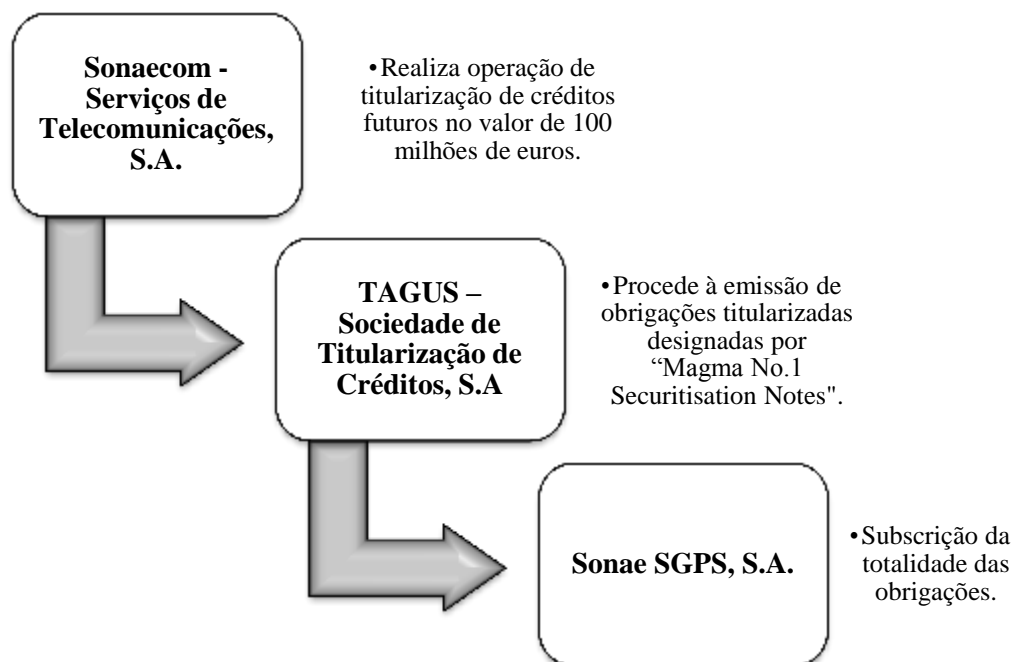 Sonaecom -
Serviços de
Telecomunicações,
S.A.
•Realiza operação de
titularização de créditos
futuros no valor de 100
milhões de euros.
TAGUS –
Sociedade de
Titularização de
Créditos, S.A
•Procede à emissão de
obrigações titularizadas
designadas por
“Magma No.1
Securitisation Notes".
Sonae SGPS, S.A.
•Subscrição da
totalidade das
obrigações.